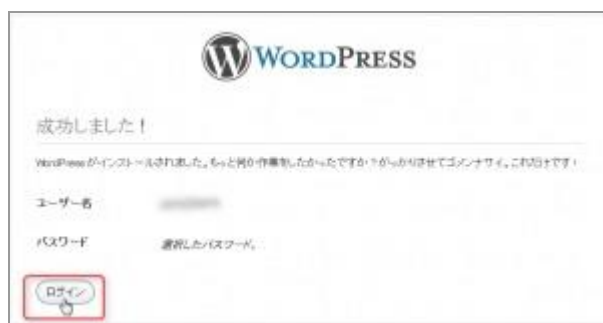 WORDPRESS
成功しました！
WordPress がインストールされました。もっと何か作業をしたかったですか？がっかりさせてゴメンナサイ。これだけです！
ユーザー名
パスワード 選択したパスワード。
ログイン